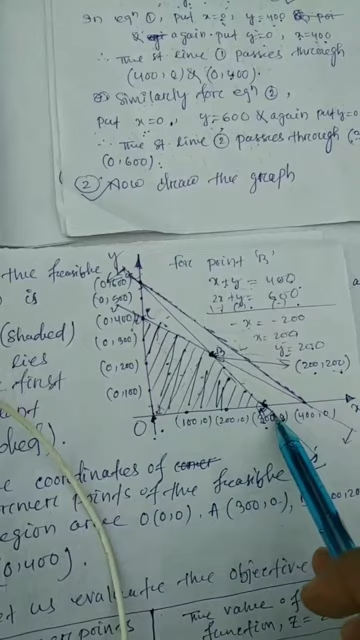 In eqn ①, put x=0, y=400
& again put y=0, x=400
∴ The st. line ① passes through
(400,0) & (0,400).
Similarly for eqn ②,
put x=0, y=600 & again put y=0
∴ The st. line ② passes through
(0,600).
② Now draw the graph
the feasible
is
(shaded)
lies
first
Y
(0,600)
(0,500)
(0,400)
C
(0,300)
(0,200)
(0,100)
O
(100,0) (200,0) (300,0) (400,0)
x
B
(200,200)
for point 'B'
x+y = 400
2x+y = 600
-x = -200
x=200
y=200
coordinates of
corner points of the feasible
region are O(0,0), A(300,0),
(0,400).
us evaluate the objective
points
The value of
function, Z =